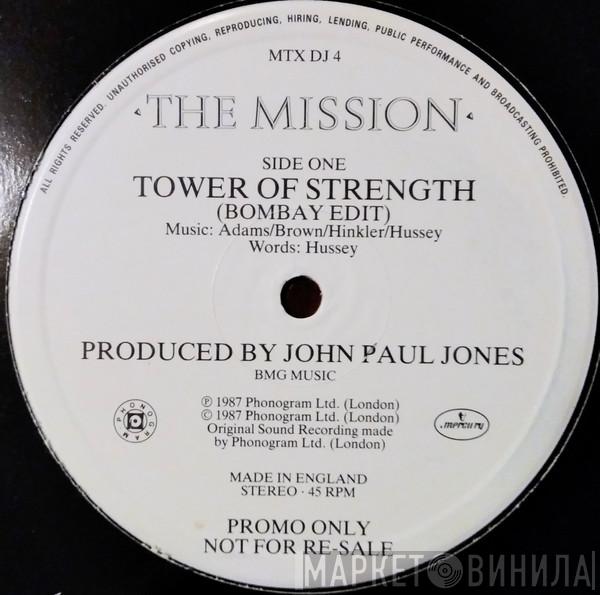 ALL RIGHTS RESERVED. UNAUTHORISED COPYING, REPRODUCING, HIRING, LENDING, PUBLIC PERFORMANCE AND BROADCASTING PROHIBITED.
MTX DJ 4
THE MISSION
SIDE ONE
TOWER OF STRENGTH
(BOMBAY EDIT)
Music: Adams/Brown/Hinkler/Hussey
Words: Hussey
PRODUCED BY JOHN PAUL JONES
BMG MUSIC
℗ 1987 Phonogram Ltd. (London)
© 1987 Phonogram Ltd. (London)
Original Sound Recording made
by Phonogram Ltd. (London)
PHONOGRAM
mercury
MADE IN ENGLAND
STEREO · 45 RPM
PROMO ONLY
NOT FOR RE-SALE
МАРКЕТ ВИНИЛА